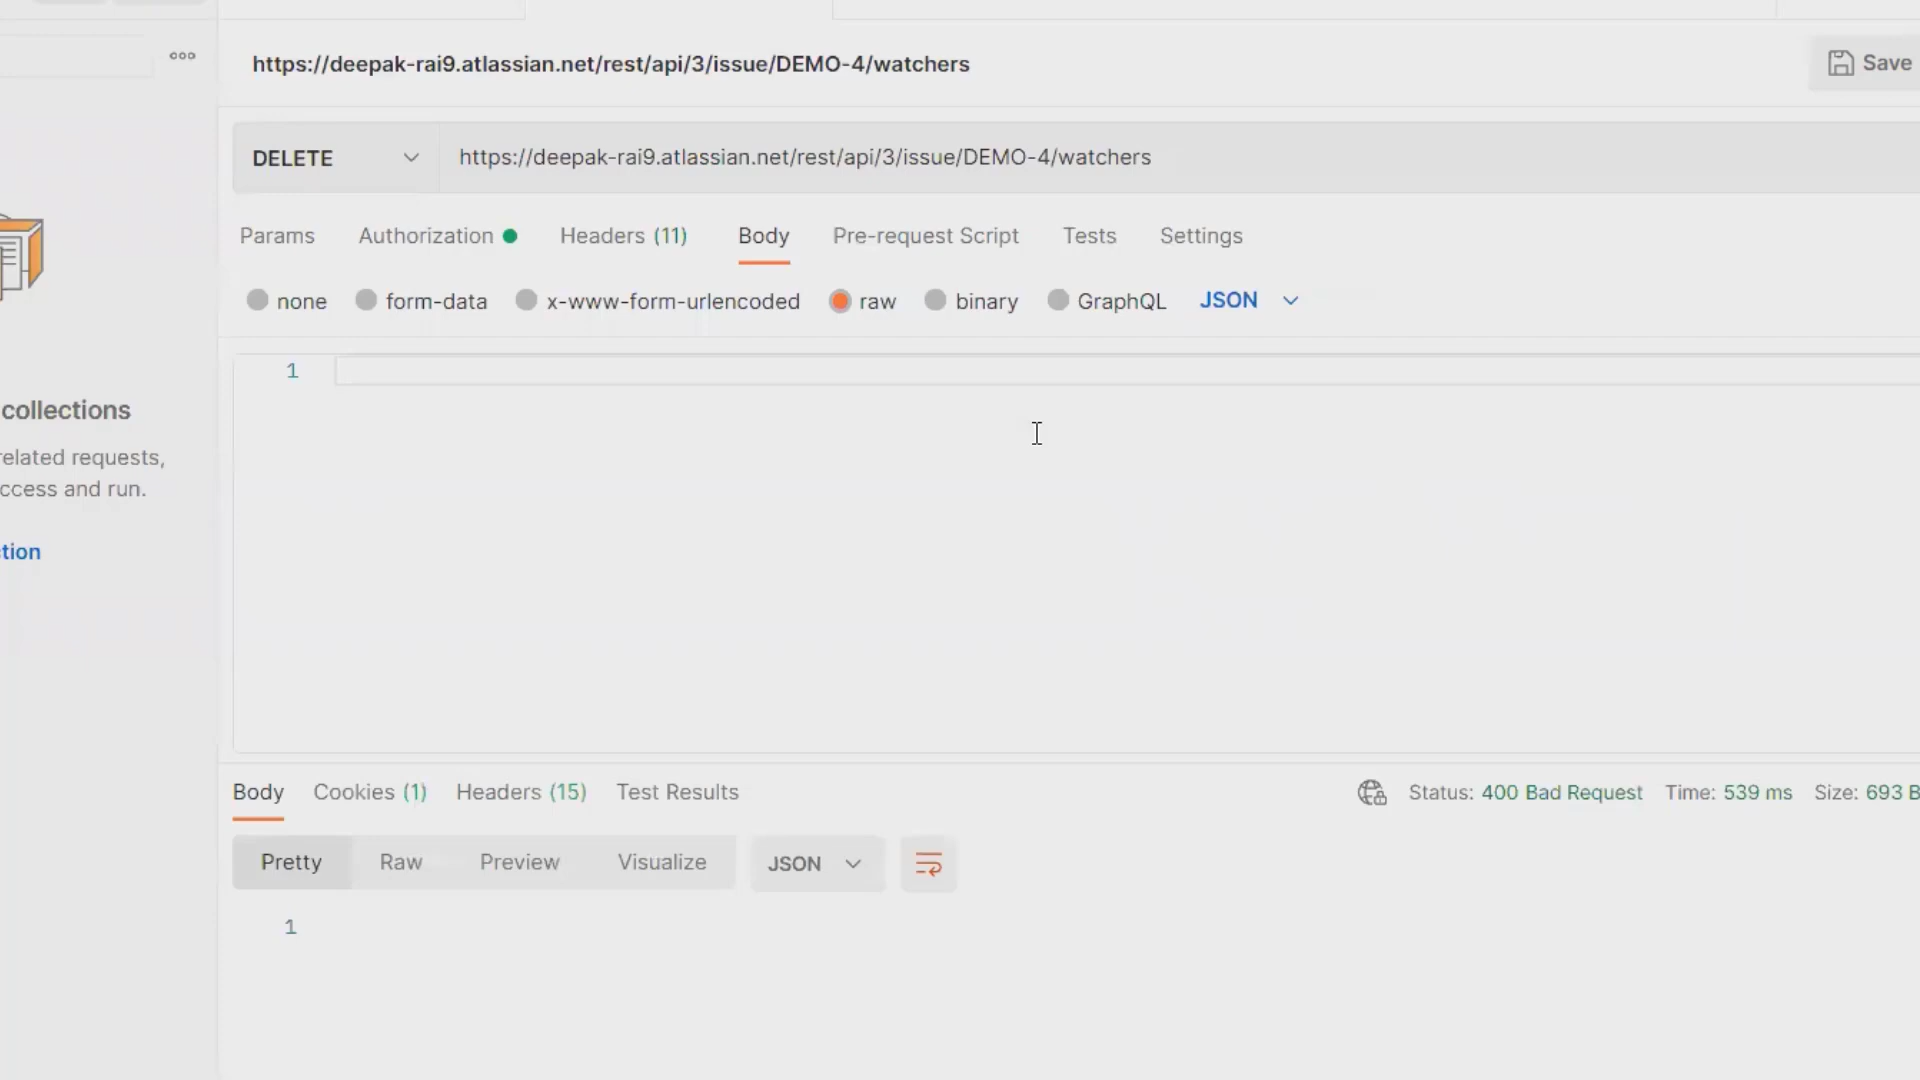 https://deepak-rai9.atlassian.net/rest/api/3/issue/DEMO-4/watchers
Save
DELETE https://deepak-rai9.atlassian.net/rest/api/3/issue/DEMO-4/watchers
Params Authorization Headers (11) Body Pre-request Script Tests Settings
none form-data x-www-form-urlencoded raw binary GraphQL JSON
1
collections
elated requests,
ccess and run.
tion
Body Cookies (1) Headers (15) Test Results Status: 400 Bad Request Time: 539 ms Size: 693 B
Pretty Raw Preview Visualize JSON
1